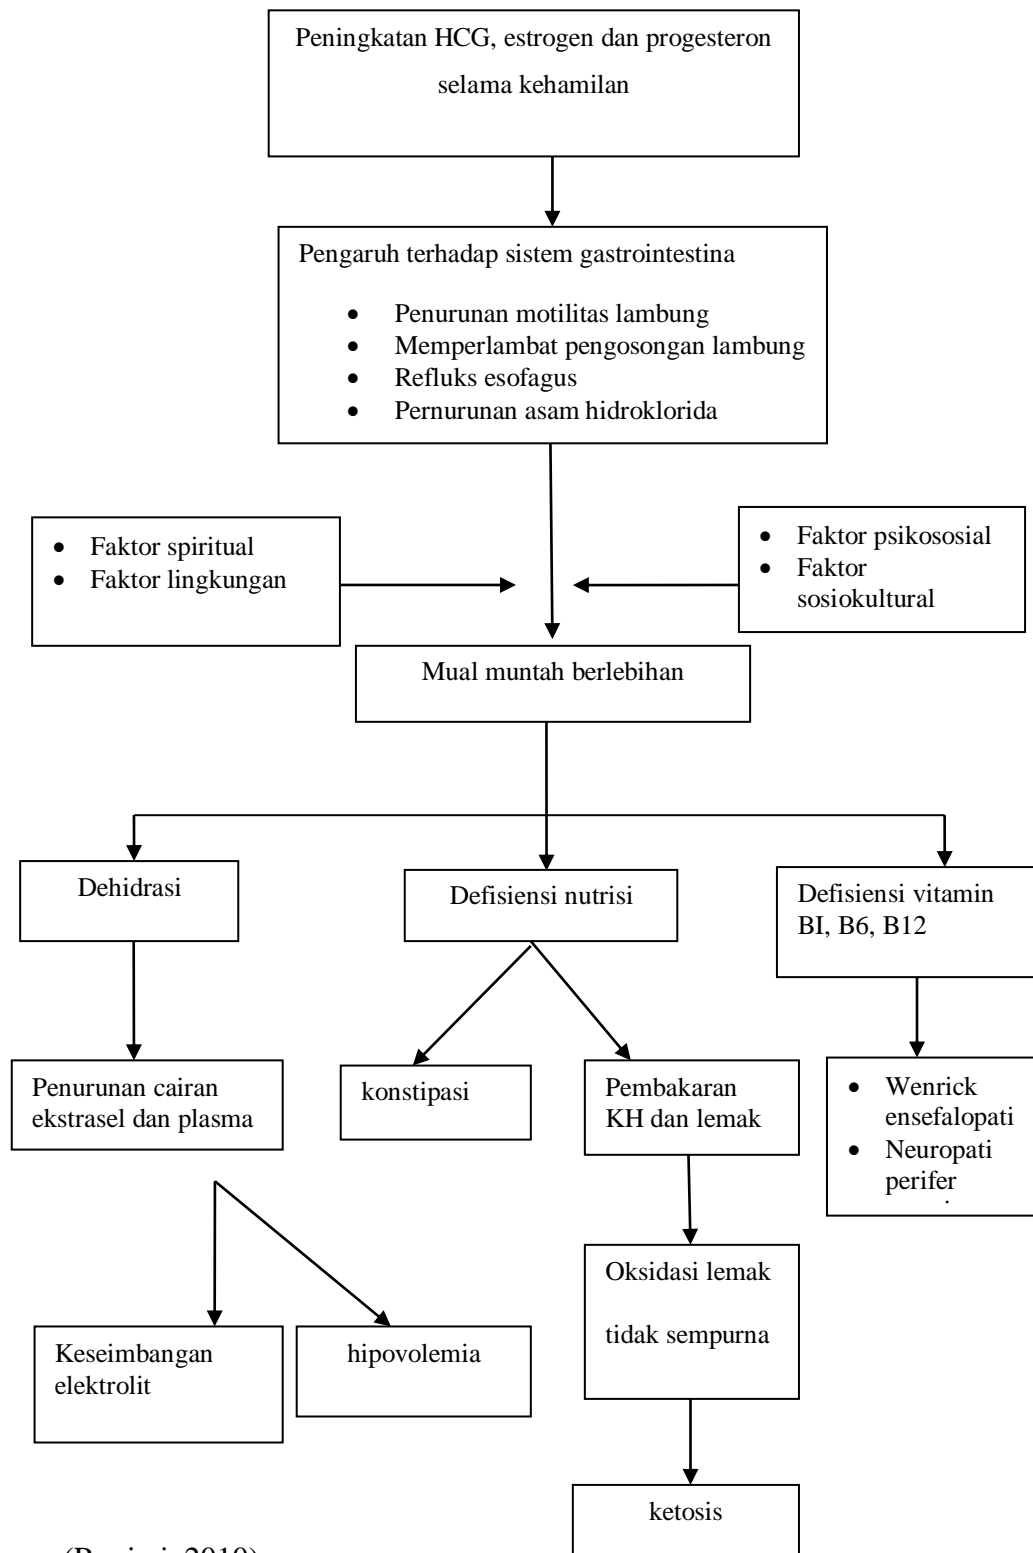 Peningkatan HCG, estrogen dan progesteron
selama kehamilan
Pengaruh terhadap sistem gastrointestina
• Penurunan motilitas lambung
• Memperlambat pengosongan lambung
• Refluks esofagus
• Pernurunan asam hidroklorida
• Faktor spiritual
• Faktor lingkungan
• Faktor psikososial
• Faktor
sosiokultural
Mual muntah berlebihan
Dehidrasi
Defisiensi nutrisi
Defisiensi vitamin
BI, B6, B12
Penurunan cairan
ekstrasel dan plasma
konstipasi
Pembakaran
KH dan lemak
• Wenrick
ensefalopati
• Neuropati
perifer
Oksidasi lemak
tidak sempurna
Keseimbangan
elektrolit
hipovolemia
ketosis
2010)